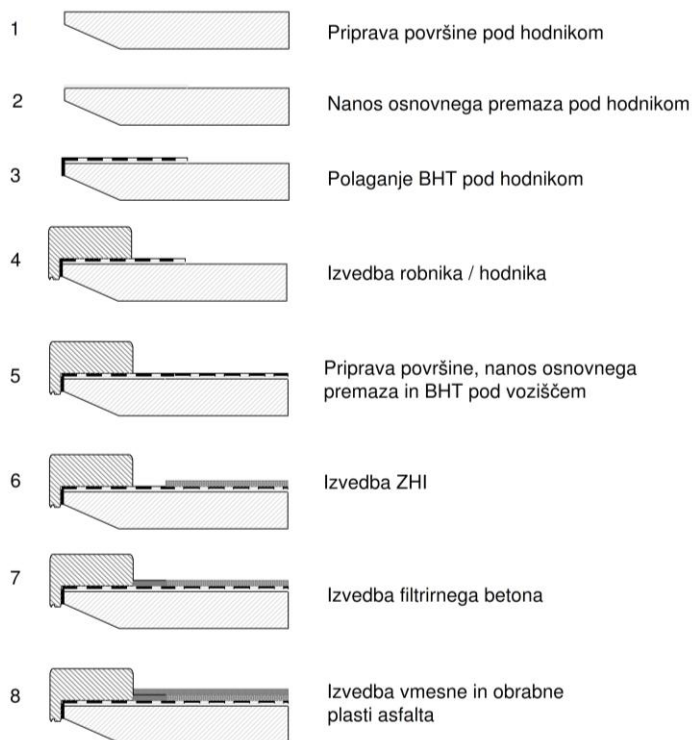 1 Priprava površine pod hodnikom
2 Nanos osnovnega premaza pod hodnikom
3 Polaganje BHT pod hodnikom
4 Izvedba robnika / hodnika
5 Priprava površine, nanos osnovnega
premaza in BHT pod voziščem
6 Izvedba ZHI
7 Izvedba filtrirnega betona
8 Izvedba vmesne in obrabne
plasti asfalta